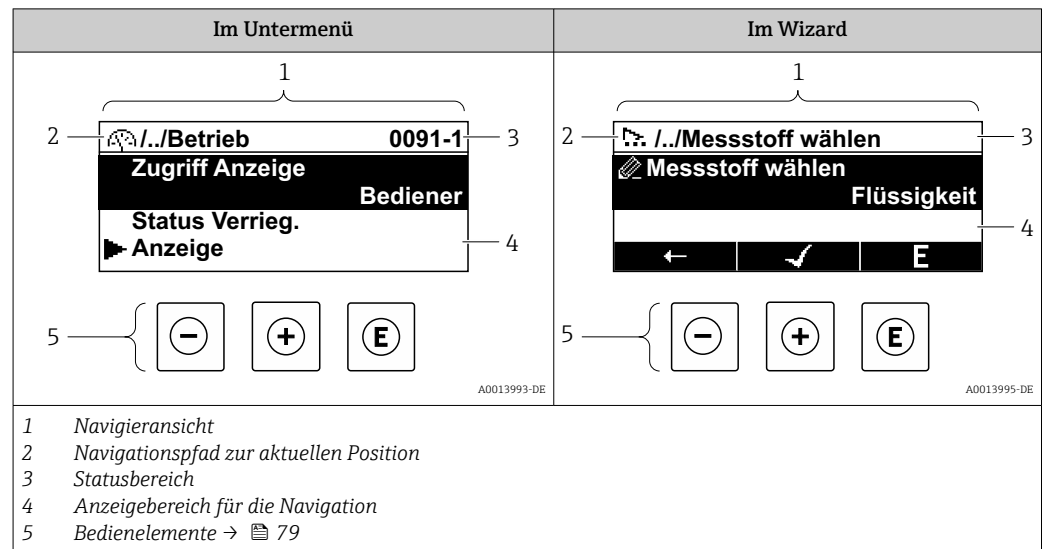 Im Untermenü
Im Wizard
1
2
/../Betrieb 0091-1
3
Zugriff Anzeige
Bediener
Status Verrieg.
Anzeige
4
5
E
A0013993-DE
1
2
/../Messstoff wählen
3
Messstoff wählen
Flüssigkeit
4
E
5
E
A0013995-DE
1 Navigieransicht
2 Navigationspfad zur aktuellen Position
3 Statusbereich
4 Anzeigebereich für die Navigation
5 Bedienelemente → 79